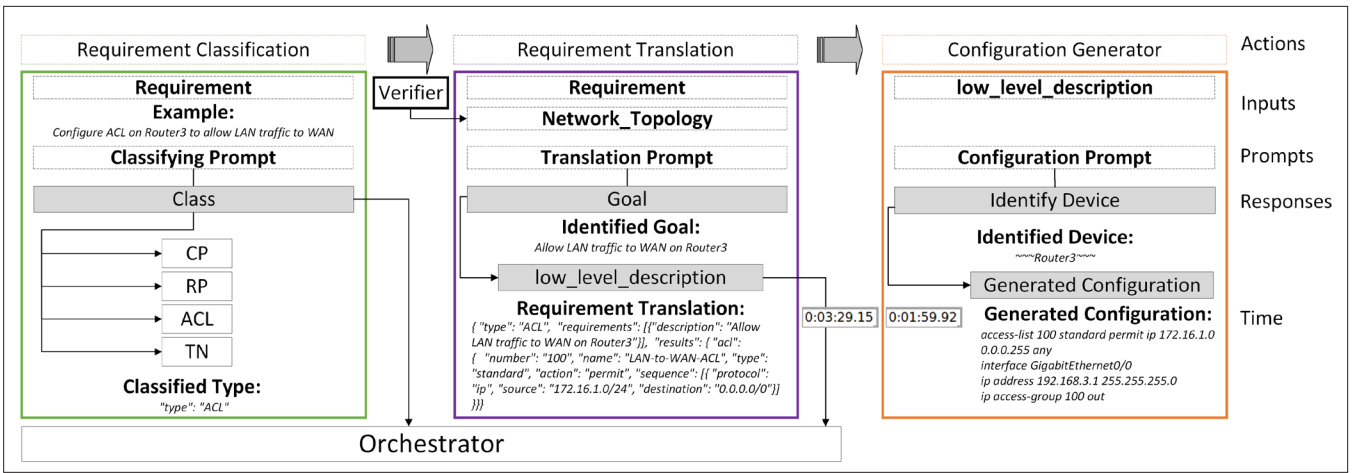 Requirement Classification
Requirement Translation
Configuration Generator
Actions
Requirement
Example:
Configure ACL on Router3 to allow LAN traffic to WAN
Classifying Prompt
Class
CP
RP
ACL
TN
Classified Type:
"type": "ACL"
Verifier
Requirement
Network_Topology
Translation Prompt
Goal
Identified Goal:
Allow LAN traffic to WAN on Router3
low_level_description
Requirement Translation:
{ "type": "ACL", "requirements": [{"description": "Allow
LAN traffic to WAN on Router3"}], "results": { "acl":
{ "number": "100", "name": "LAN-to-WAN-ACL", "type":
"standard", "action": "permit", "sequence": [{ "protocol":
"ip", "source": "172.16.1.0/24", "destination": "0.0.0.0/0"}]
}}}
0:03:29.15
0:01:59.92
low_level_description
Configuration Prompt
Identify Device
Identified Device:
~~~Router3~~~
Generated Configuration
Generated Configuration:
access-list 100 standard permit ip 172.16.1.0
0.0.0.255 any
interface GigabitEthernet0/0
ip address 192.168.3.1 255.255.255.0
ip access-group 100 out
Inputs
Prompts
Responses
Time
Orchestrator